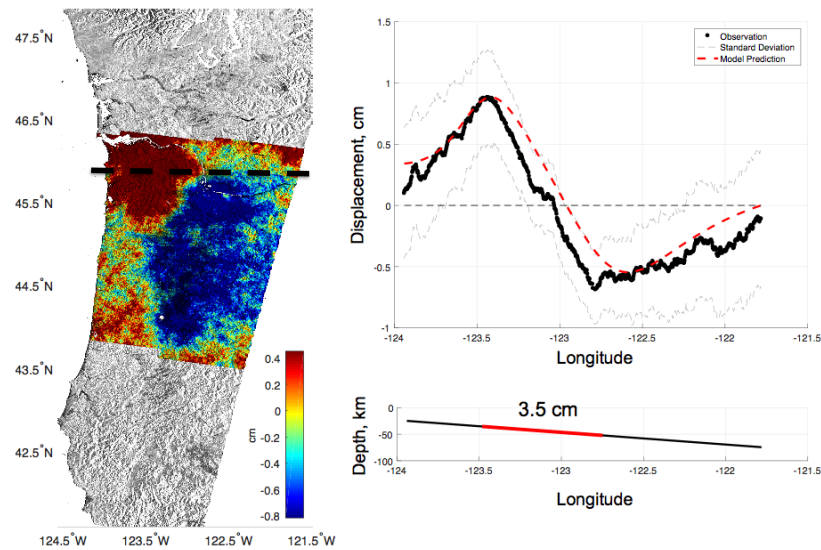 47.5°N
46.5°N
45.5°N
44.5°N
43.5°N
42.5°N
124.5°W 123.5°W 122.5°W 121.5°W
0.4
0.2
0
-0.2
-0.4
-0.6
-0.8
cm
1.5
1
0.5
0
-0.5
-1
Displacement, cm
Observation
Standard Deviation
Model Prediction
-124 -123.5 -123 -122.5 -122 -121.5
Longitude
3.5 cm
0
-50
-100
Depth, km
-124 -123.5 -123 -122.5 -122 -121.5
Longitude